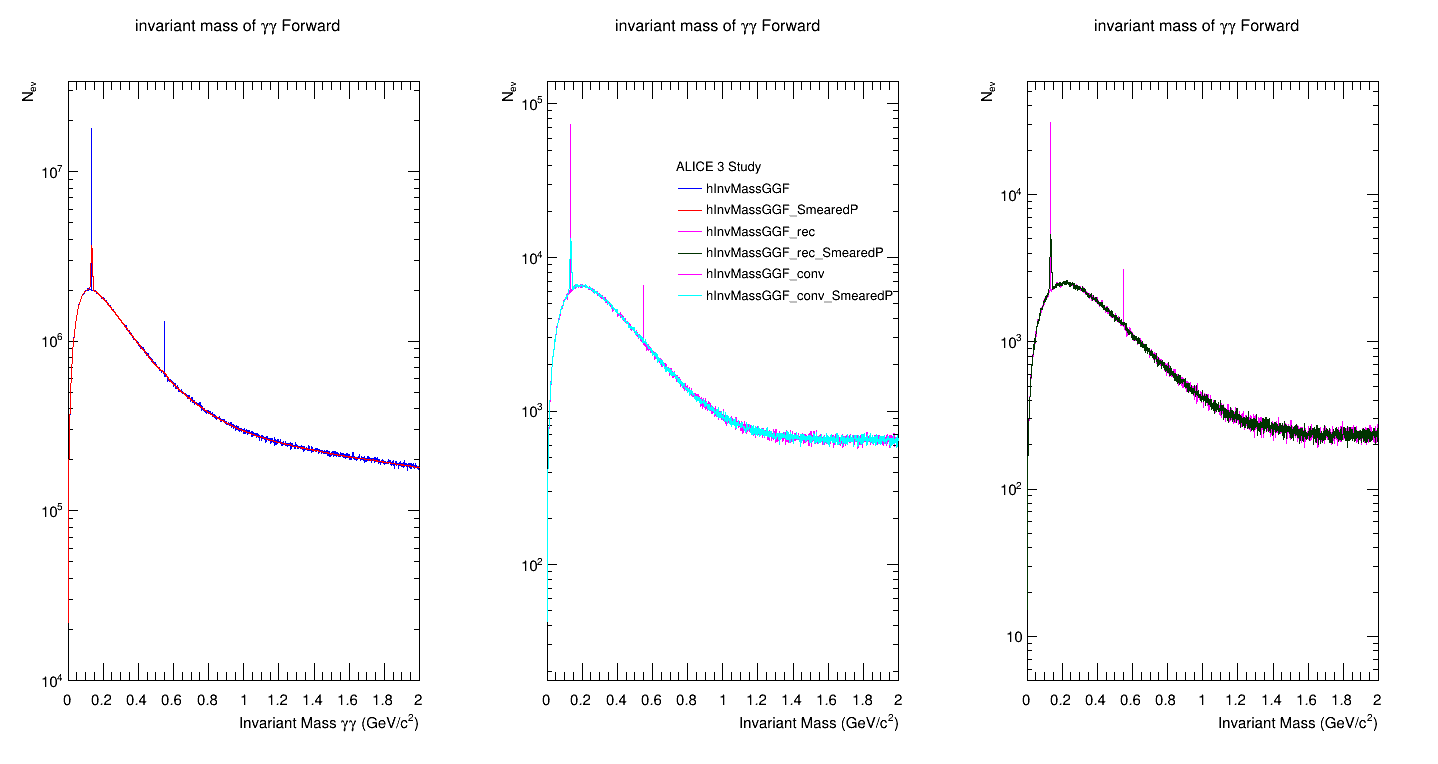 invariant mass of γγ Forward
N_ev
10^7
10^6
10^5
10^4
0 0.2 0.4 0.6 0.8 1 1.2 1.4 1.6 1.8 2
Invariant Mass γγ (GeV/c^2)
invariant mass of γγ Forward
N_ev
10^5
10^4
10^3
10^2
ALICE 3 Study
hInvMassGGF
hInvMassGGF_SmearedP
hInvMassGGF_rec
hInvMassGGF_rec_SmearedP
hInvMassGGF_conv
hInvMassGGF_conv_SmearedP
0 0.2 0.4 0.6 0.8 1 1.2 1.4 1.6 1.8 2
Invariant Mass (GeV/c^2)
invariant mass of γγ Forward
N_ev
10^4
10^3
10^2
10
0 0.2 0.4 0.6 0.8 1 1.2 1.4 1.6 1.8 2
Invariant Mass (GeV/c^2)